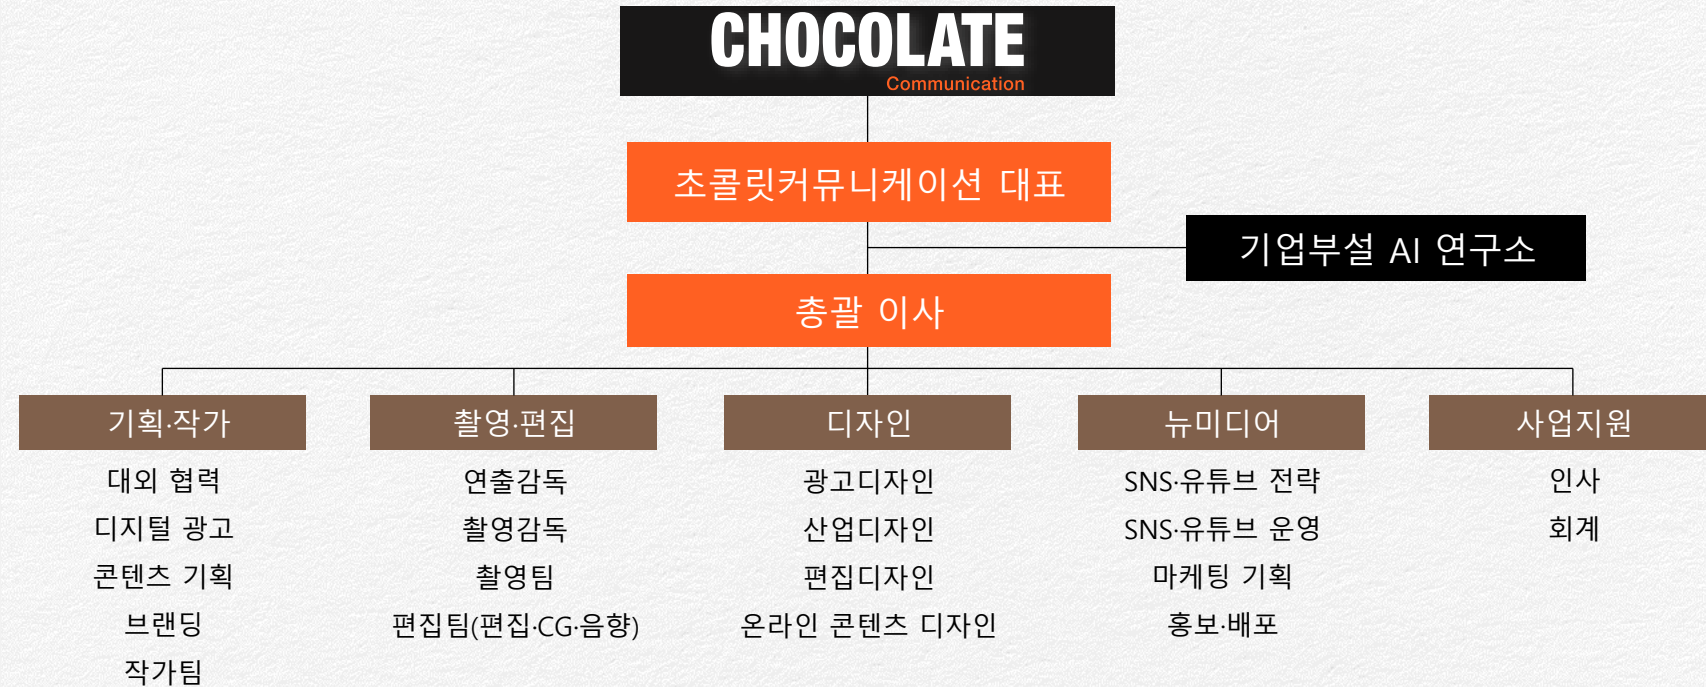 CHOCOLATE
Communication
초콜릿커뮤니케이션 대표
기업부설 AI 연구소
총괄 이사
기획·작가
대외 협력
디지털 광고
콘텐츠 기획
브랜딩
작가팀
촬영·편집
연출감독
촬영감독
촬영팀
편집팀(편집·CG·음향)
디자인
광고디자인
산업디자인
편집디자인
온라인 콘텐츠 디자인
뉴미디어
SNS·유튜브 전략
SNS·유튜브 운영
마케팅 기획
홍보·배포
사업지원
인사
회계